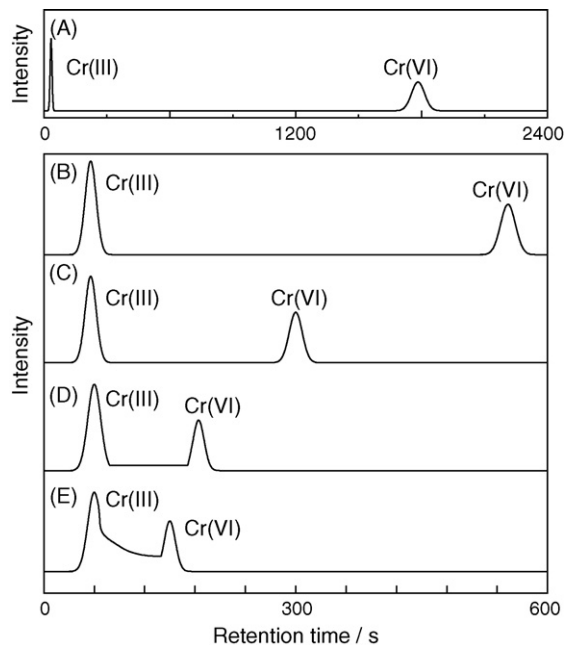 (A)
Cr(III)
Cr(VI)
Intensity
0 1200 2400
(B)
Cr(III)
Cr(VI)
(C)
Cr(III)
Cr(VI)
(D)
Cr(III)
Cr(VI)
(E)
Cr(III)
Cr(VI)
Intensity
0 300 600
Retention time / s